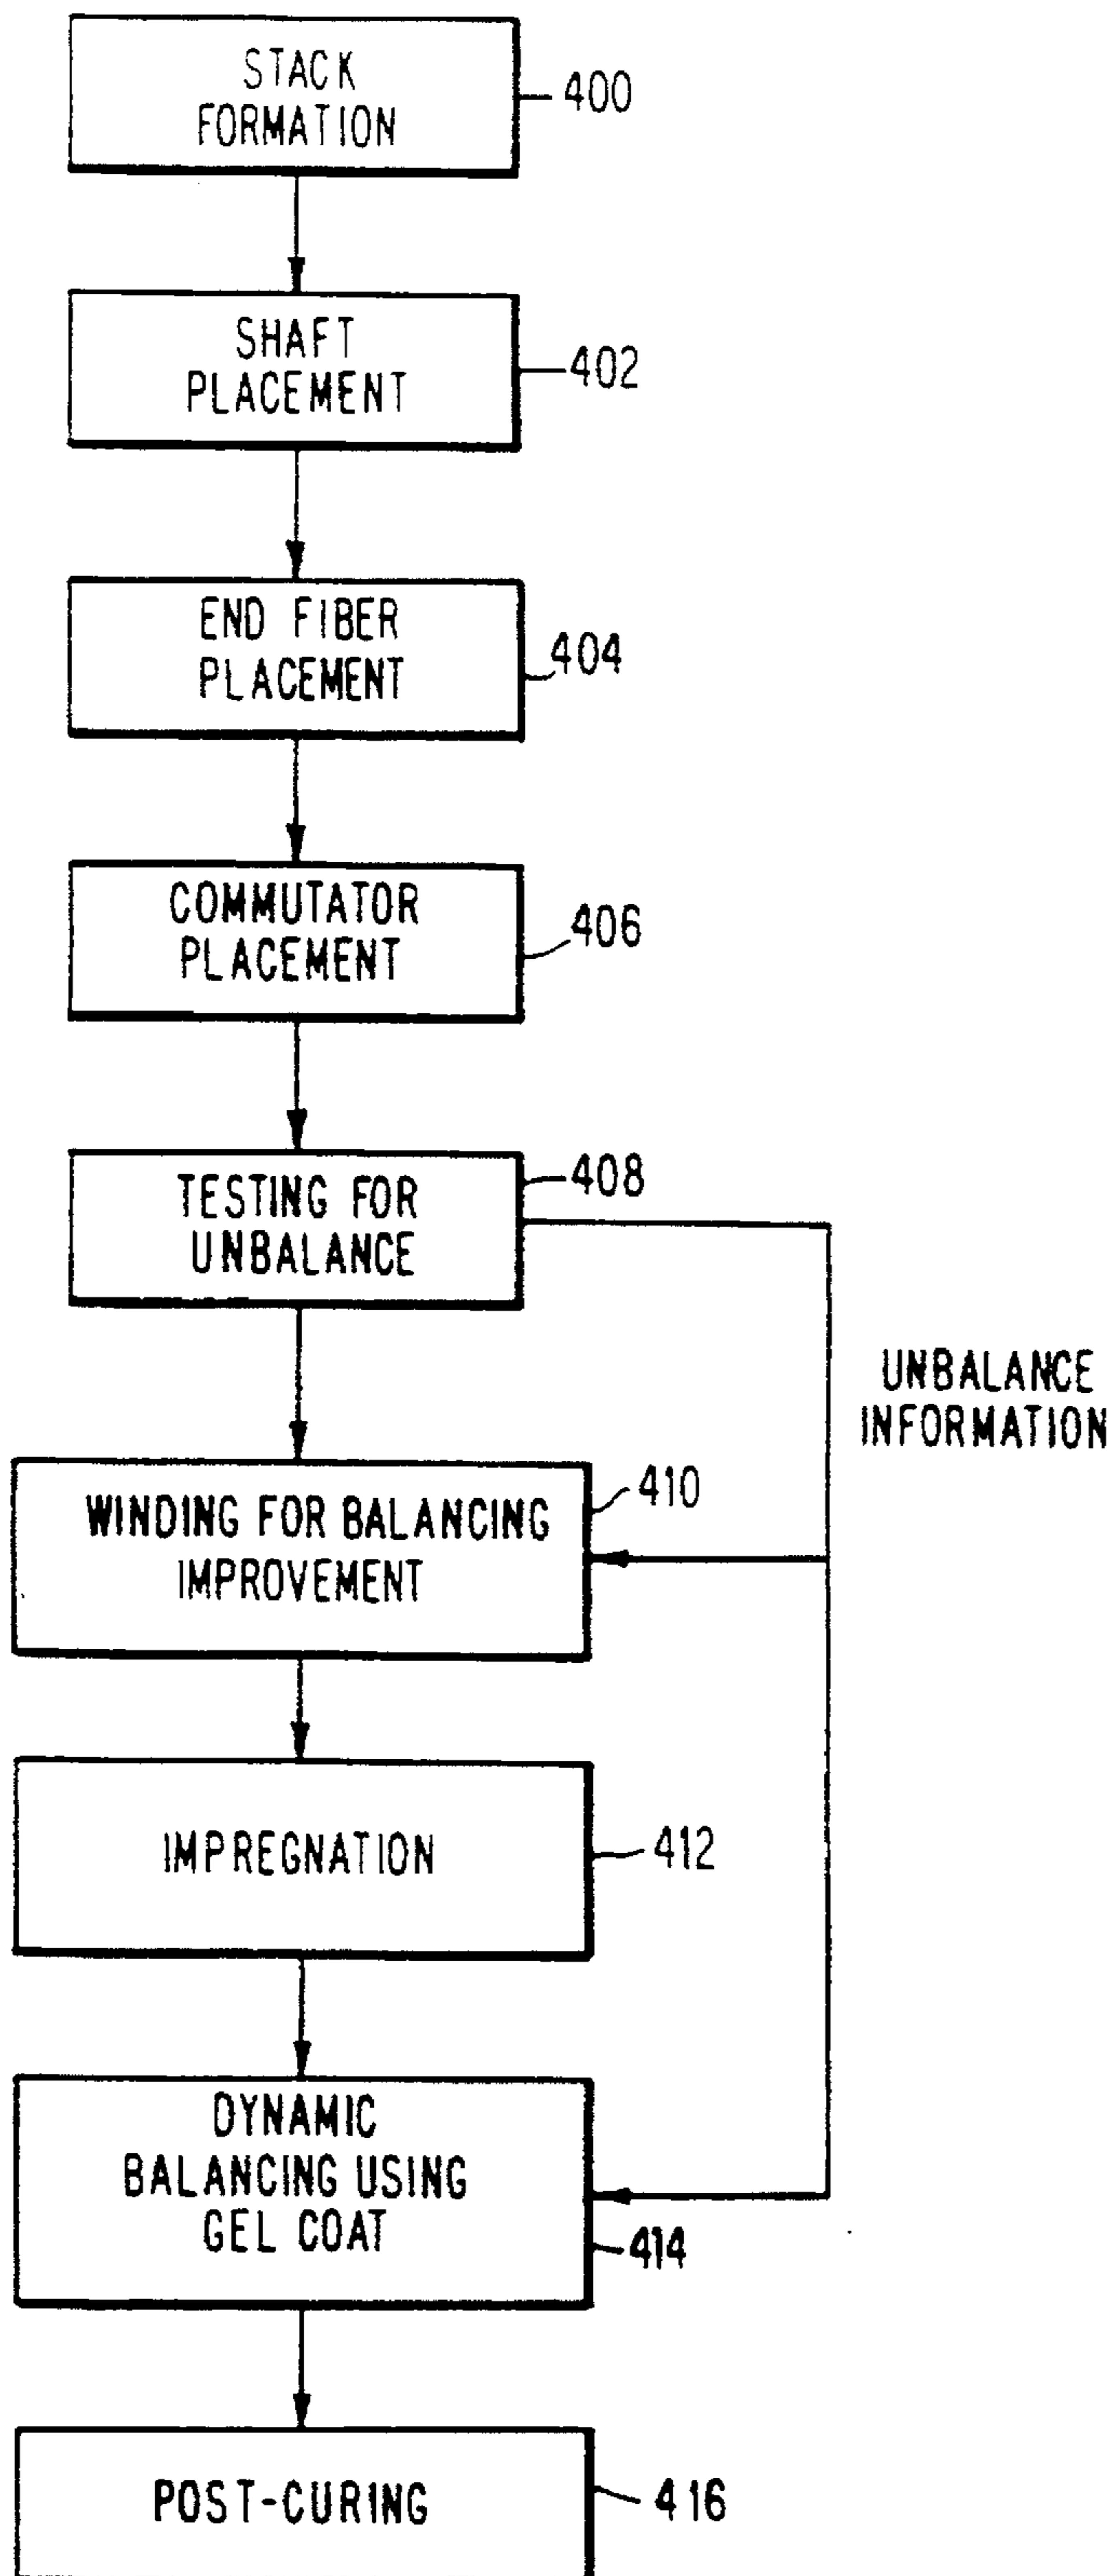 STACK
FORMATION
400
SHAFT
PLACEMENT
402
END FIBER
PLACEMENT
404
COMMUTATOR
PLACEMENT
406
TESTING FOR
UNBALANCE
408
UNBALANCE
INFORMATION
WINDING FOR BALANCING
IMPROVEMENT
410
IMPREGNATION
412
DYNAMIC
BALANCING USING
GEL COAT
414
POST-CURING
416